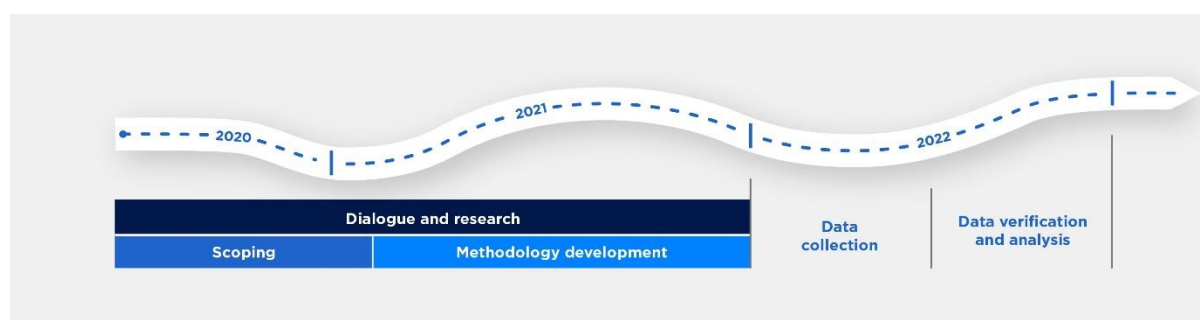 2020
2021
2022
Dialogue and research
Scoping
Methodology development
Data
collection
Data verification
and analysis